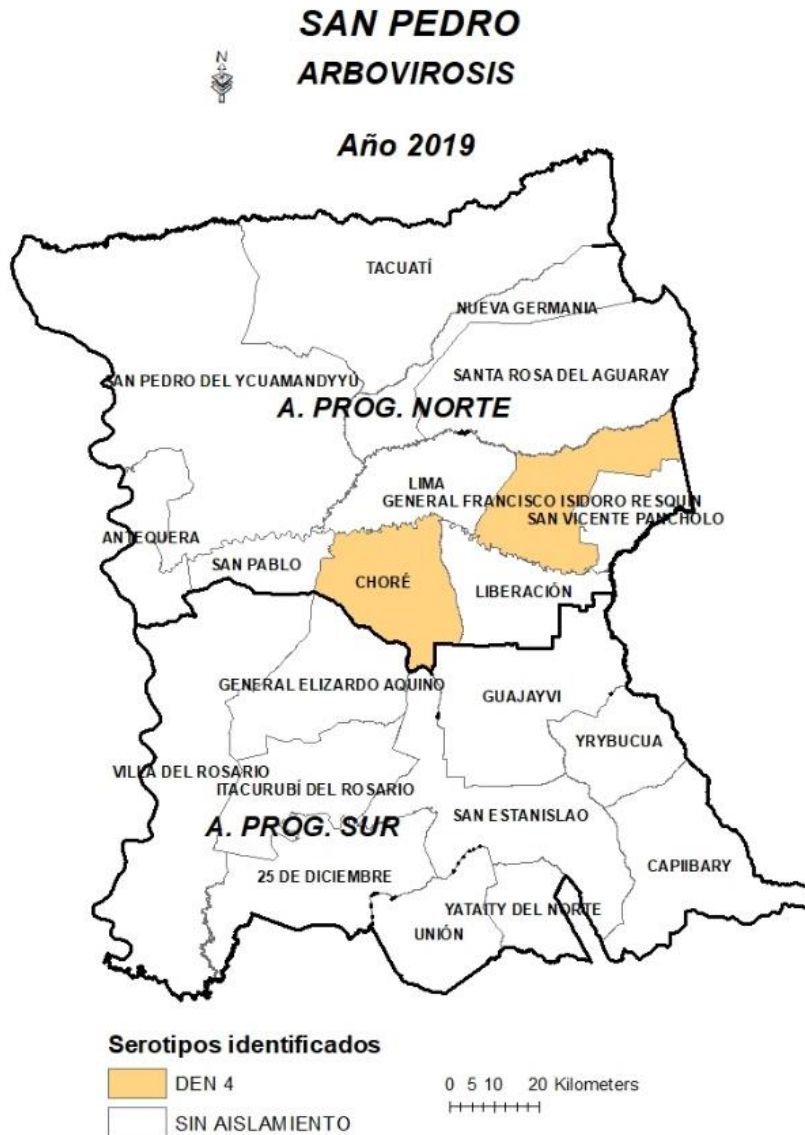 SAN PEDRO
N
ARBOVIROSIS
Año 2019
TACUATÍ
NUEVA GERMANIA
SAN PEDRO DEL YCUAMANDYYÚ
SANTA ROSA DEL AGUARAY
A. PROG. NORTE
LIMA
GENERAL FRANCISCO ISIDORO RESQUIN
SAN VICENTE PANCHOLO
ANTEQUERA
SAN PABLO
CHORÉ
LIBERACIÓN
GENERAL ELIZARDO AQUINO
GUAJAYVI
YRYBUCUA
VILLA DEL ROSARIO
ITACURUBÍ DEL ROSARIO
SAN ESTANISLAO
A. PROG. SUR
CAPIIBARY
25 DE DICIEMBRE
YATAITY DEL NORTE
UNIÓN
Serotipos identificados
DEN 4
SIN AISLAMIENTO
0 5 10 20 Kilometers